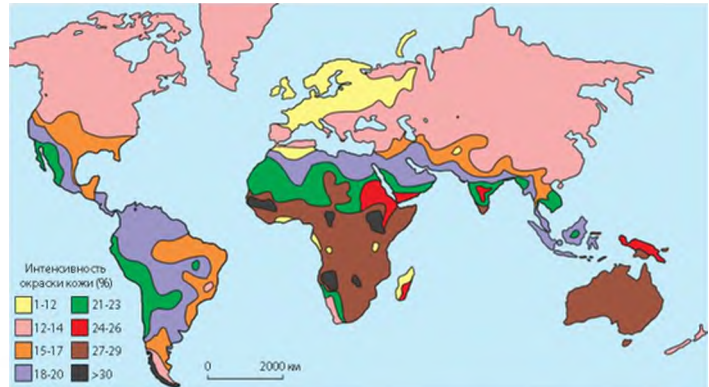 Интенсивность
окраски кожи (%)
1-12
21-23
12-14
24-26
15-17
27-29
18-20
>30
0 2000 км